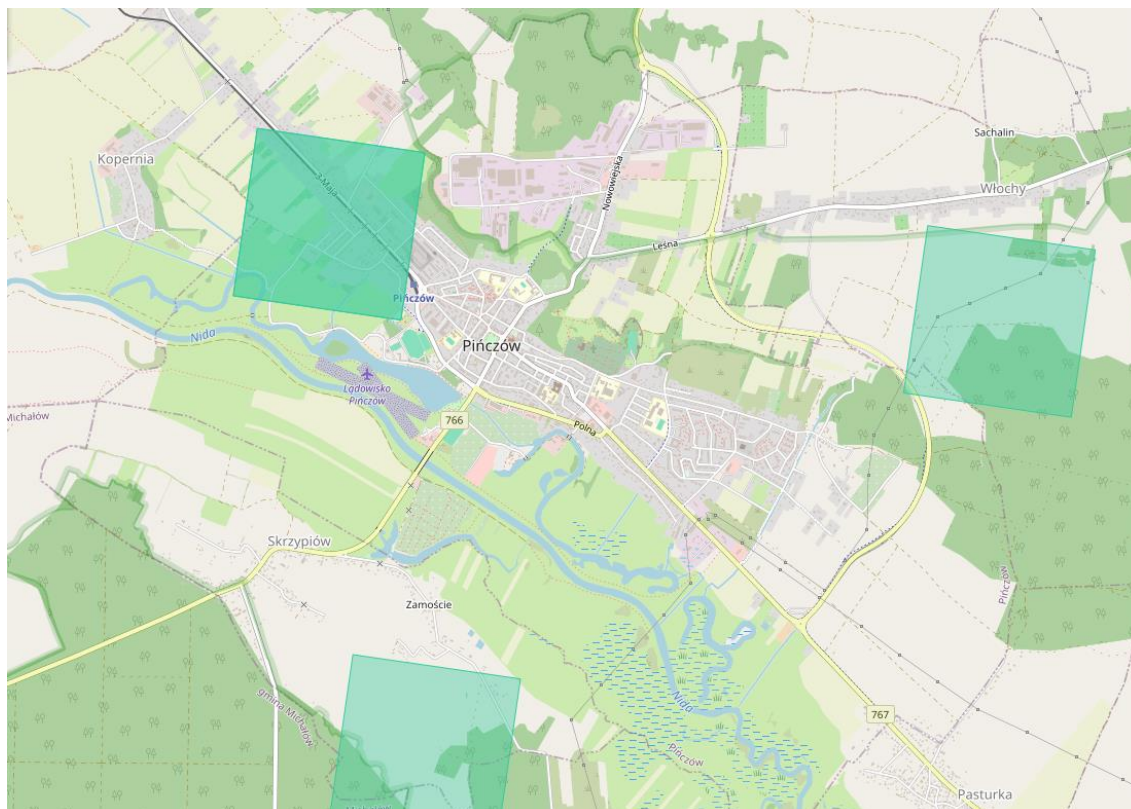 Kopernia
3 Maja
Nowowiejska
Sachalin
Włochy
Leśna
Pińczów
Nida
Pińczów
Lądowisko
Pińczów
Michałów
766
Polna
Skrzypiów
Zamoście
Pińczów
gmina Michałów
Nida
767
Pińczów
Pasturka